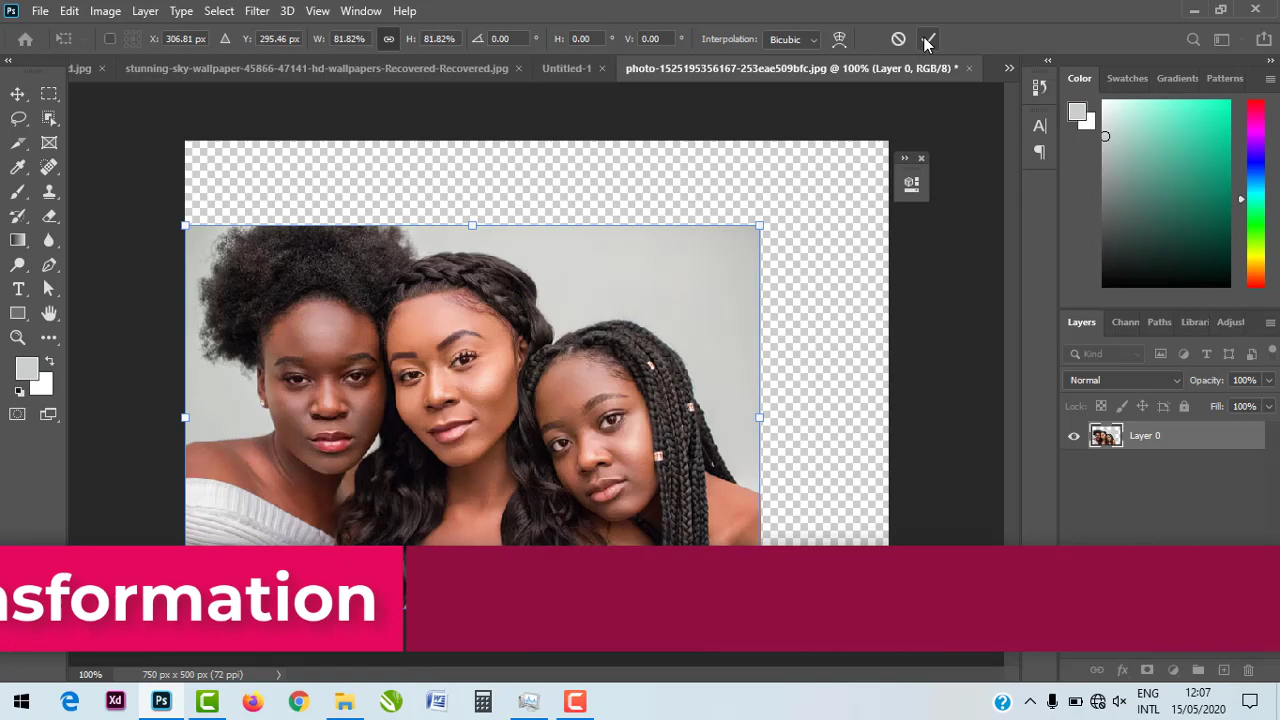 Ps File Edit Image Layer Type Select Filter 3D View Window Help
X: 306.81 px Y: 295.46 px W: 81.82% H: 81.82% 0.00 ° H: 0.00 ° V: 0.00 ° Interpolation: Bicubic
d.jpg × stunning-sky-wallpaper-45866-47141-hd-wallpapers-Recovered-Recovered.jpg × Untitled-1 × photo-1525195356167-253eae509bfc.jpg @ 100% (Layer 0, RGB/8) * ×
Color Swatches Gradients Patterns
Layers Chann Paths Librari Adjust
Kind
Normal Opacity: 100%
Lock: Fill: 100%
Layer 0
nsformation
100% 750 px x 500 px (72 ppi)
Xd Ps ENG 12:07
INTL 15/05/2020